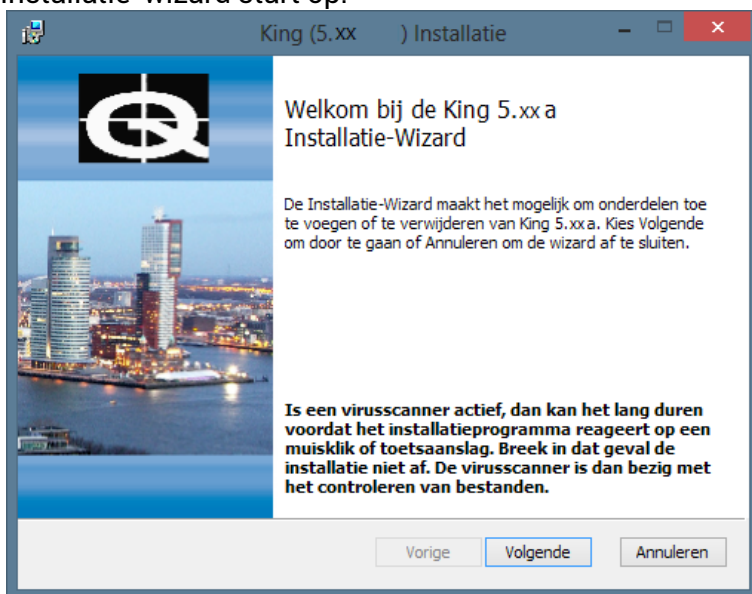 installatie-wizard start op.
King (5.xx ) Installatie
Welkom bij de King 5.xx a
Installatie-Wizard
De Installatie-Wizard maakt het mogelijk om onderdelen toe
te voegen of te verwijderen van King 5.xx a. Kies Volgende
om door te gaan of Annuleren om de wizard af te sluiten.
Is een virusscanner actief, dan kan het lang duren
voordat het installatieprogramma reageert op een
muisklik of toetsaanslag. Breek in dat geval de
installatie niet af. De virusscanner is dan bezig met
het controleren van bestanden.
Vorige
Volgende
Annuleren